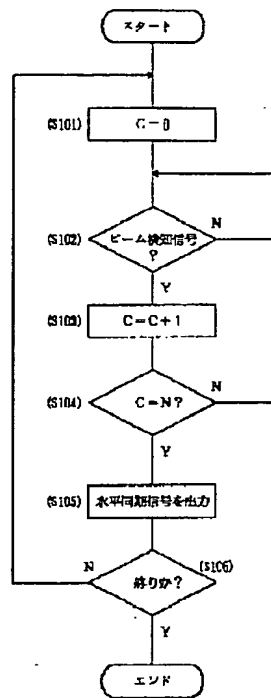 スタート
(S101)
C=0
(S102)
ビーム検知信号
?
N
Y
(S103)
C=C+1
(S104)
C=N?
N
Y
(S105)
水平同期信号を出力
(S106)
終りか?
N
Y
エンド